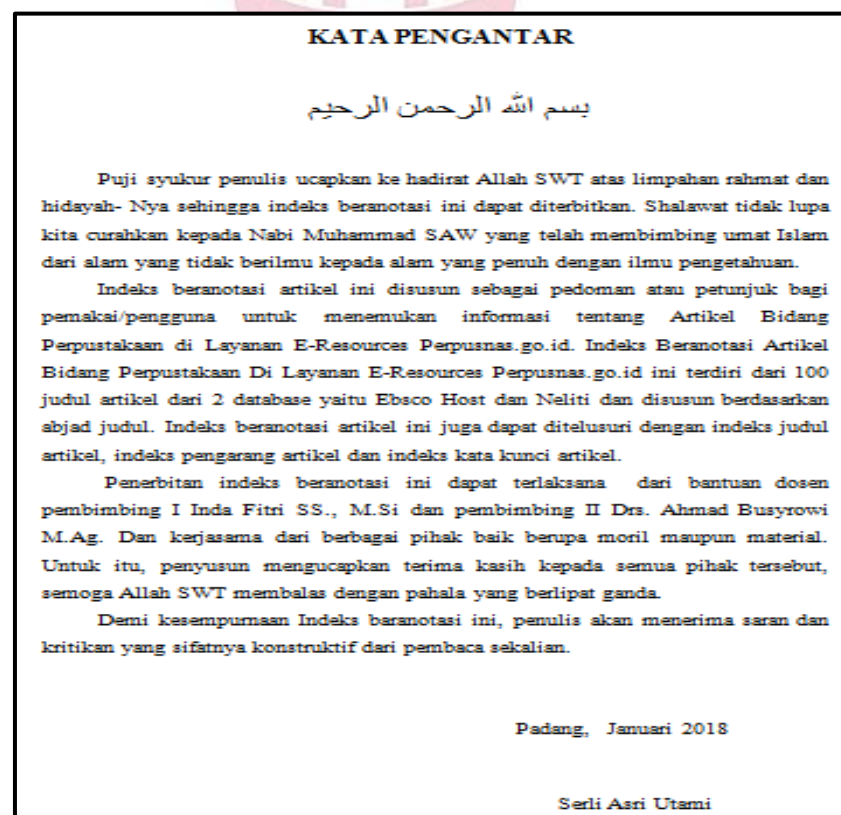 KATA PENGANTAR
بسم الله الرحمن الرحيم
Puji syukur penulis ucapkan ke hadirat Allah SWT atas limpahan rahmat dan
hidayah- Nya sehingga indeks beranotasi ini dapat diterbitkan. Shalawat tidak lupa
kita curahkan kepada Nabi Muhammad SAW yang telah membimbing umat Islam
dari alam yang tidak berilmu kepada alam yang penuh dengan ilmu pengetahuan.
Indeks beranotasi artikel ini disusun sebagai pedoman atau petunjuk bagi
pemakai/pengguna untuk menemukan informasi tentang Artikel Bidang
Perpustakaan di Layanan E-Resources Perpusnas.go.id. Indeks Beranotasi Artikel
Bidang Perpustakaan Di Layanan E-Resources Perpusnas.go.id ini terdiri dari 100
judul artikel dari 2 database yaitu Ebsco Host dan Neliti dan disusun berdasarkan
abjad judul. Indeks beranotasi artikel ini juga dapat ditelusuri dengan indeks judul
artikel, indeks pengarang artikel dan indeks kata kunci artikel.
Penerbitan indeks beranotasi ini dapat terlaksana dari bantuan dosen
pembimbing I Inda Fitri SS., M.Si dan pembimbing II Drs. Ahmad Busyrowi
M.Ag. Dan kerjasama dari berbagai pihak baik berupa moril maupun material.
Untuk itu, penyusun mengucapkan terima kasih kepada semua pihak tersebut,
semoga Allah SWT membalas dengan pahala yang berlipat ganda.
Demi kesempurnaan Indeks baranotasi ini, penulis akan menerima saran dan
kritikan yang sifatnya konstruktif dari pembaca sekalian.
Padang, Januari 2018
Serli Asri Utami